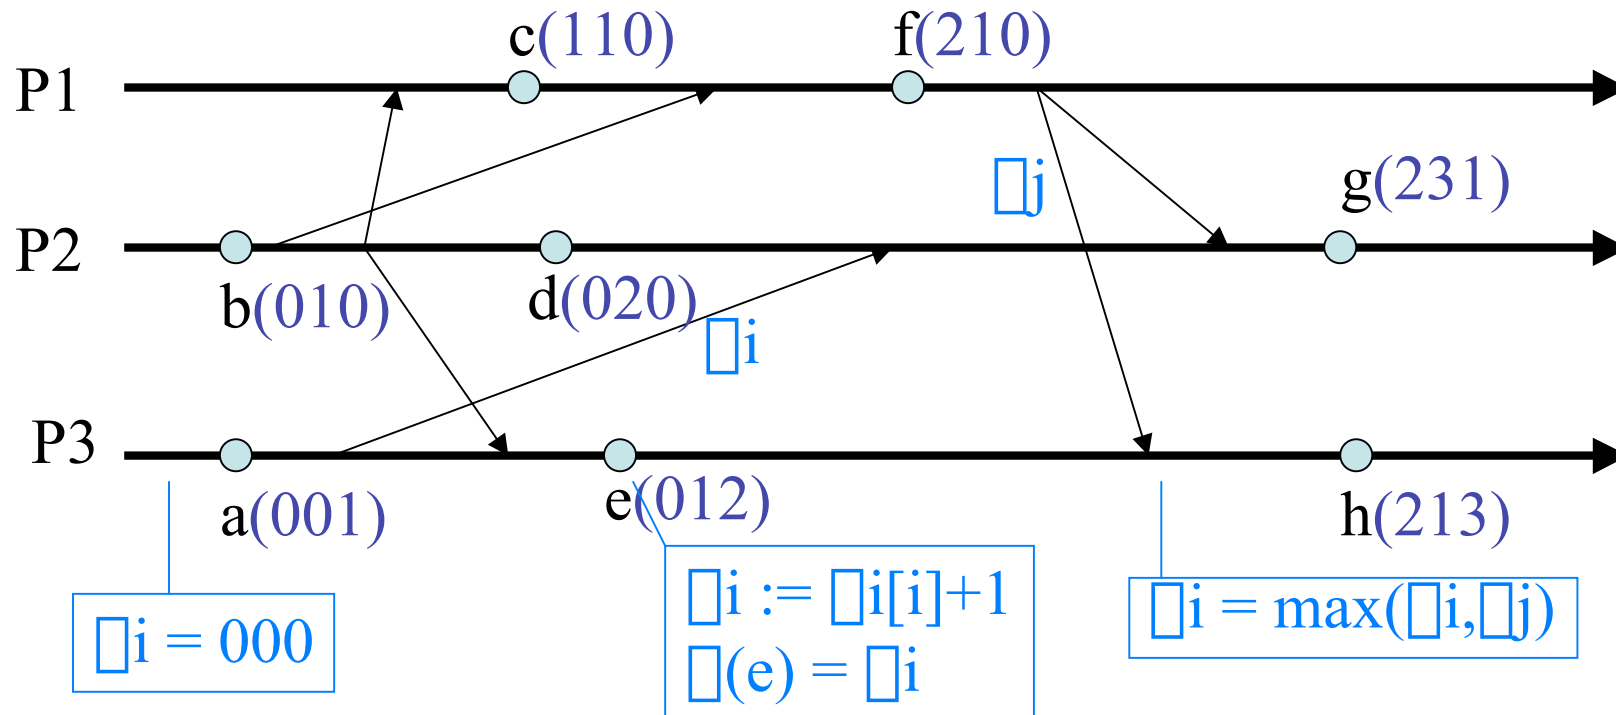 c(110)
f(210)
P1
□j
g(231)
P2
b(010)
d(020)
□i
P3
a(001)
e(012)
h(213)
□i = 000
□i := □i[i]+1
□(e) = □i
□i = max(□i,□j)